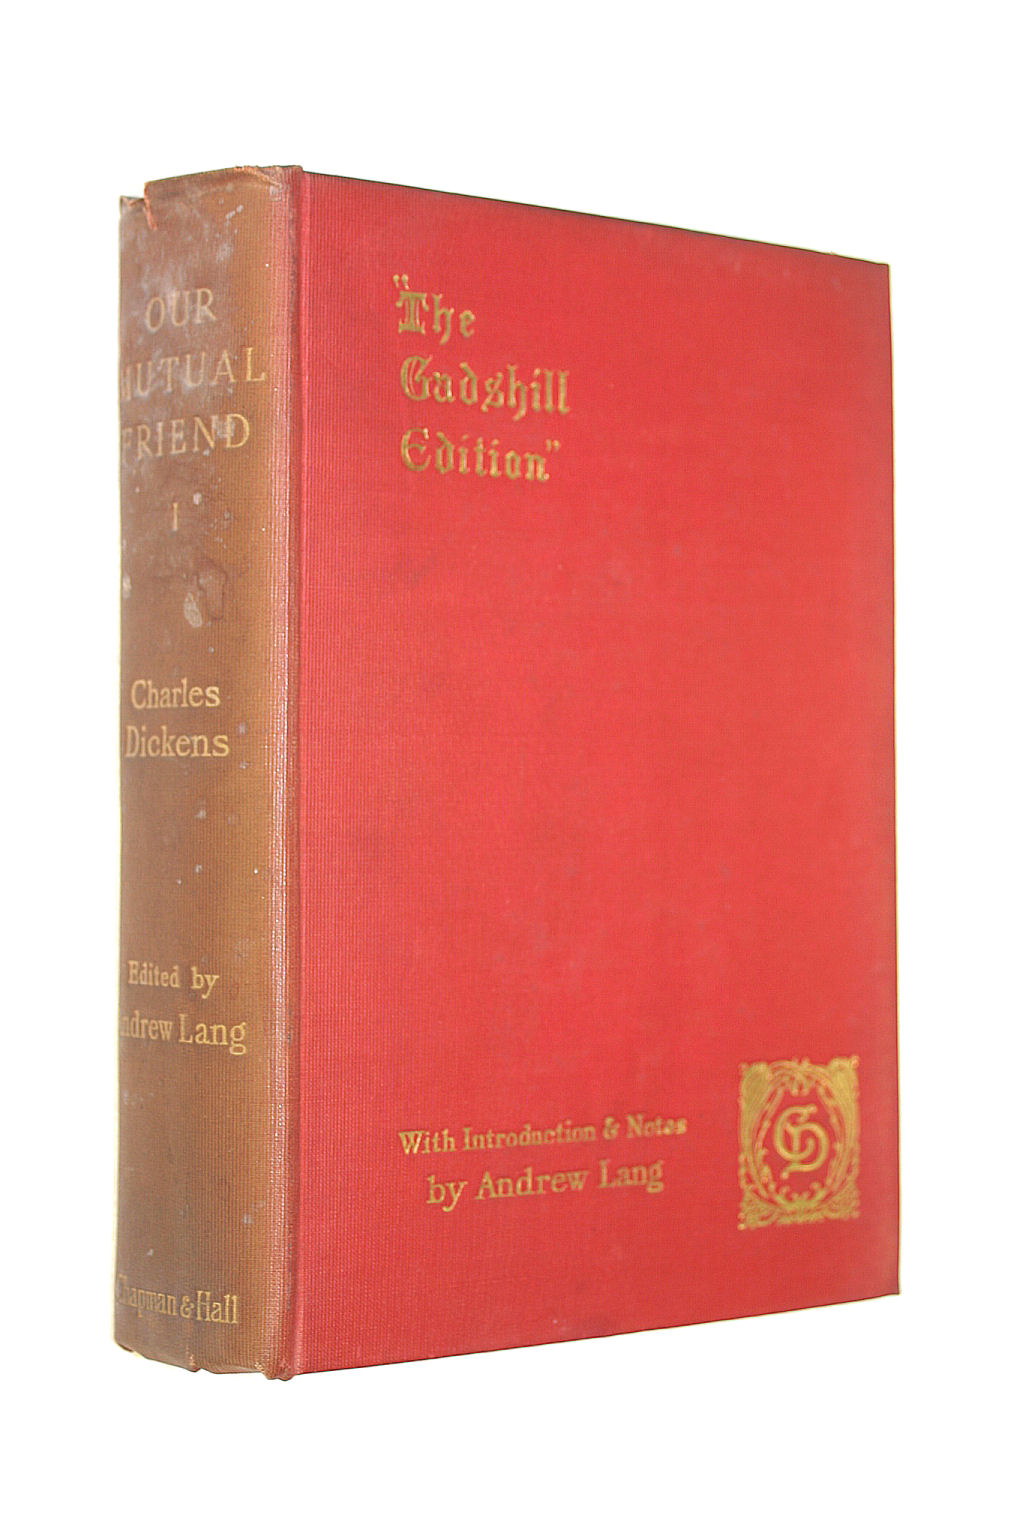 OUR
MUTUAL
FRIEND
I
Charles
Dickens
Edited by
Andrew Lang
Chapman & Hall
"The
Gadshill
Edition"
With Introduction & Notes
by Andrew Lang
CD